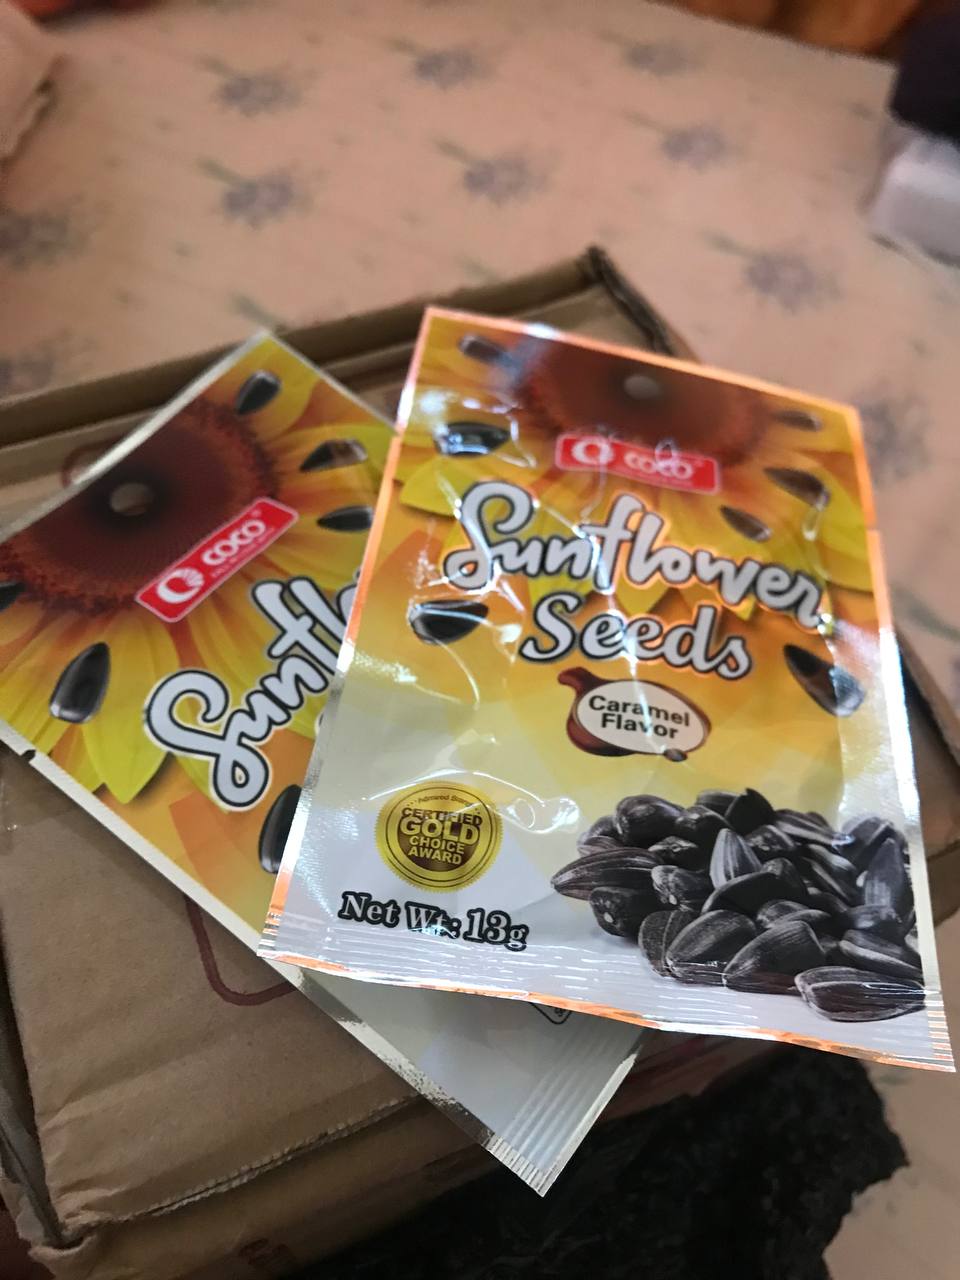 COCO
Sunflower
Seeds
Caramel
Flavor
CERTIFIED
GOLD
CHOICE
AWARD
Net Wt: 13g
COCO
Sunfl